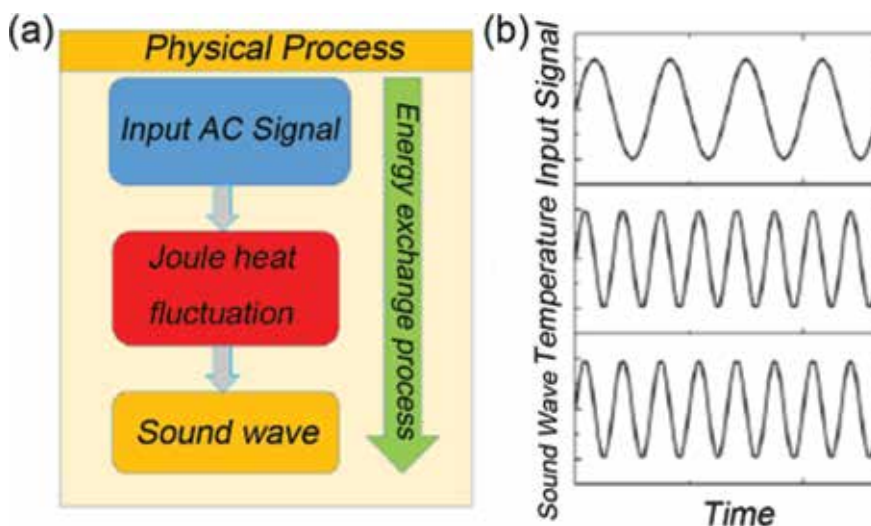 (a)
Physical Process
Input AC Signal
Joule heat
fluctuation
Sound wave
Energy exchange process
(b)
Input Signal
Temperature
Sound Wave
Time